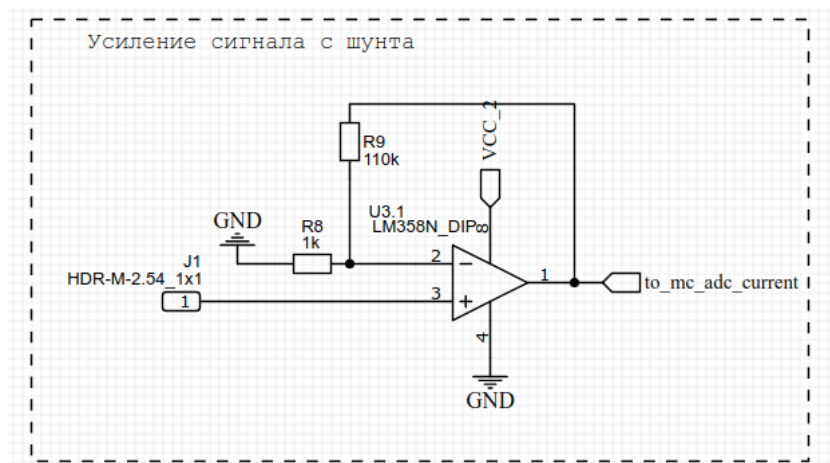 Усиление сигнала с шунта
VCC_2
R9
110k
U3.1
LM358N_DIP8
GND
R8
1k
J1
HDR-M-2.54_1x1
1
2
3
1
to_mc_adc_current
4
GND